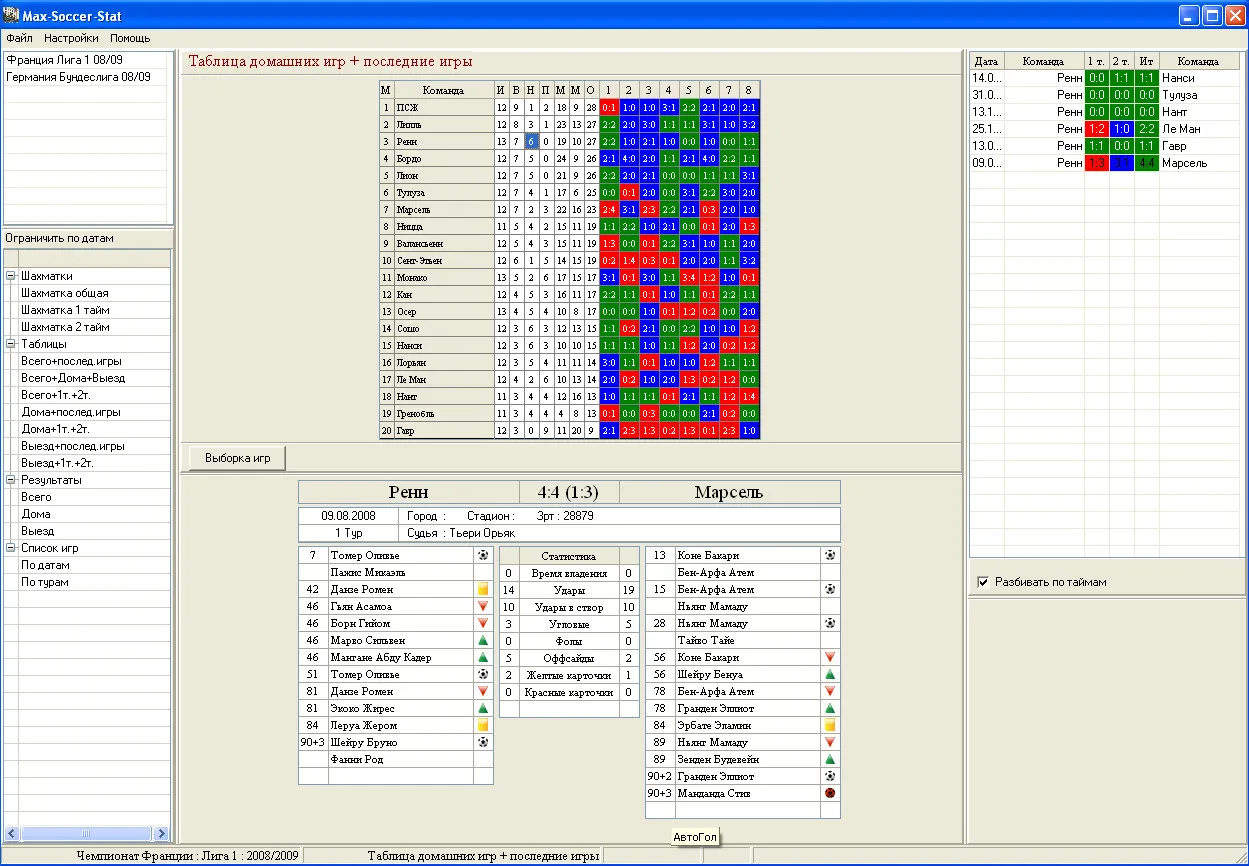 Max-Soccer-Stat
Файл Настройки Помощь
Франция Лига 1 08/09
Германия Бундеслига 08/09
Ограничить по датам
Шахматки
Шахматка общая
Шахматка 1 тайм
Шахматка 2 тайм
Таблицы
Всего+послед.игры
Всего+Дома+Выезд
Всего+1т.+2т.
Дома+послед.игры
Дома+1т.+2т.
Выезд+послед.игры
Выезд+1т.+2т.
Результаты
Всего
Дома
Выезд
Список игр
По датам
По турам
Таблица домашних игр + последние игры
М Команда И В Н П М М О 1 2 3 4 5 6 7 8
1 ПСЖ 12 9 1 2 18 9 28 0:1 1:0 1:0 3:1 2:2 2:1 2:0 2:1
2 Лилль 12 8 3 1 23 13 27 2:2 2:0 3:0 1:1 1:1 3:1 1:0 3:2
3 Ренн 13 7 6 0 19 10 27 2:2 1:0 2:1 1:0 0:0 1:0 0:0 1:1
4 Бордо 12 7 5 0 24 9 26 2:1 4:0 2:0 1:1 2:1 4:0 2:2 1:1
5 Лион 12 7 5 0 21 9 26 2:2 2:0 2:1 0:0 0:0 1:1 1:1 3:1
6 Тулуза 12 7 4 1 17 6 25 0:0 0:1 2:0 0:0 3:1 2:2 3:0 2:0
7 Марсель 12 7 2 3 22 16 23 2:4 3:1 2:3 2:2 2:1 0:3 2:0 1:0
8 Ницца 11 5 4 2 15 11 19 1:1 2:2 1:0 2:1 0:0 0:1 2:0 1:3
9 Валансьенн 12 5 4 3 15 11 19 1:3 0:0 0:1 2:2 3:1 1:0 1:1 2:0
10 Сент-Этьен 12 6 1 5 14 15 19 0:2 1:4 0:3 0:1 2:0 2:0 1:1 3:2
11 Монако 13 5 2 6 17 15 17 3:1 0:1 3:0 1:1 3:4 1:2 1:0 0:1
12 Кан 12 4 5 3 16 11 17 2:2 1:1 0:1 1:0 1:1 0:1 2:2 1:1
13 Осер 13 4 5 4 10 8 17 0:0 0:0 1:0 0:1 1:2 0:2 0:0 2:0
14 Сошо 12 3 6 3 12 13 15 1:1 0:2 2:1 0:0 2:2 1:0 1:0 1:2
15 Нанси 12 3 6 3 10 10 15 1:1 1:1 1:0 1:1 1:2 2:0 0:2 1:2
16 Лорьян 12 3 5 4 11 11 14 3:0 1:1 0:1 1:0 1:0 1:2 1:1 1:1
17 Ле Ман 12 4 2 6 10 13 14 2:0 0:2 1:0 2:0 1:3 0:2 1:2 0:0
18 Нант 11 3 4 4 12 16 13 1:0 1:1 1:1 0:1 2:1 1:1 1:2 1:4
19 Гренобль 11 3 4 4 4 8 13 0:1 0:0 0:3 0:0 0:0 2:1 0:2 0:0
20 Гавр 12 3 0 9 11 20 9 2:1 2:3 1:3 0:2 1:3 0:1 2:3 1:0
Выборка игр
Ренн 4:4 (1:3) Марсель
09.08.2008 Город : Стадион : Зрт : 28879
1 Тур Судья : Тьери Орьяк
7 Томер Оливье
Пажис Микаэль
42 Данзе Ромен
46 Гьян Асамоа
46 Борн Гийом
46 Марво Сильвен
46 Мангане Абду Кадер
51 Томер Оливье
81 Данзе Ромен
81 Экоко Жирес
84 Леруа Жером
90+3 Шейру Бруно
Фанни Род
Статистика
0 Время владения 0
14 Удары 19
10 Удары в створ 10
3 Угловые 5
0 Фолы 0
5 Оффсайды 2
2 Желтые карточки 1
0 Красные карточки 0
13 Коне Бакари
Бен-Арфа Атем
15 Бен-Арфа Атем
Ньянг Мамаду
28 Ньянг Мамаду
Тайво Тайе
56 Коне Бакари
56 Шейру Бенуа
78 Бен-Арфа Атем
78 Гранден Эллиот
84 Эрбате Эламин
89 Ньянг Мамаду
89 Зенден Будевейн
90+2 Гранден Эллиот
90+3 Манданда Стив
АвтоГол
Дата Команда 1 т. 2 т. Ит Команда
14.0... Ренн 0:0 1:1 1:1 Нанси
31.0... Ренн 0:0 0:0 0:0 Тулуза
13.1... Ренн 0:0 0:0 0:0 Нант
25.1... Ренн 1:2 1:0 2:2 Ле Ман
13.0... Ренн 1:1 0:0 1:1 Гавр
09.0... Ренн 1:3 3:1 4:4 Марсель
Разбивать по таймам
Чемпионат Франции : Лига 1 : 2008/2009 Таблица домашних игр + последние игры